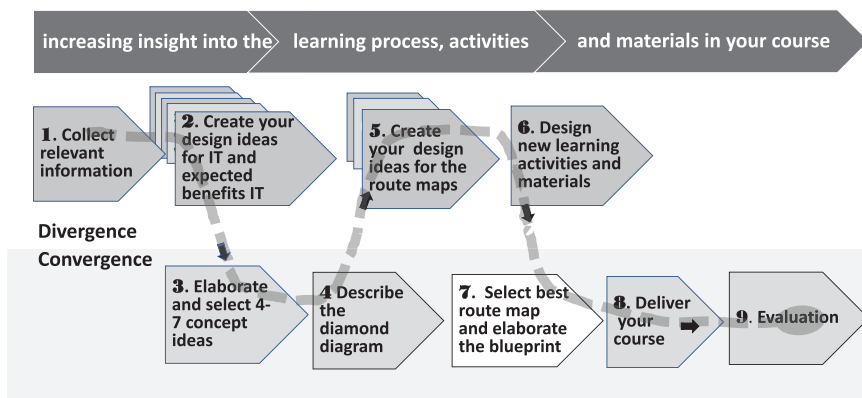 increasing insight into the learning process, activities and materials in your course
1. Collect
relevant
information
2. Create your
design ideas
for IT and
expected
benefits IT
5. Create
your design
ideas for the
route maps
6. Design
new learning
activities and
materials
Divergence
Convergence
3. Elaborate
and select 4-
7 concept
ideas
4 Describe
the
diamond
diagram
7. Select best
route map
and elaborate
the blueprint
8. Deliver
your
course
9. Evaluation